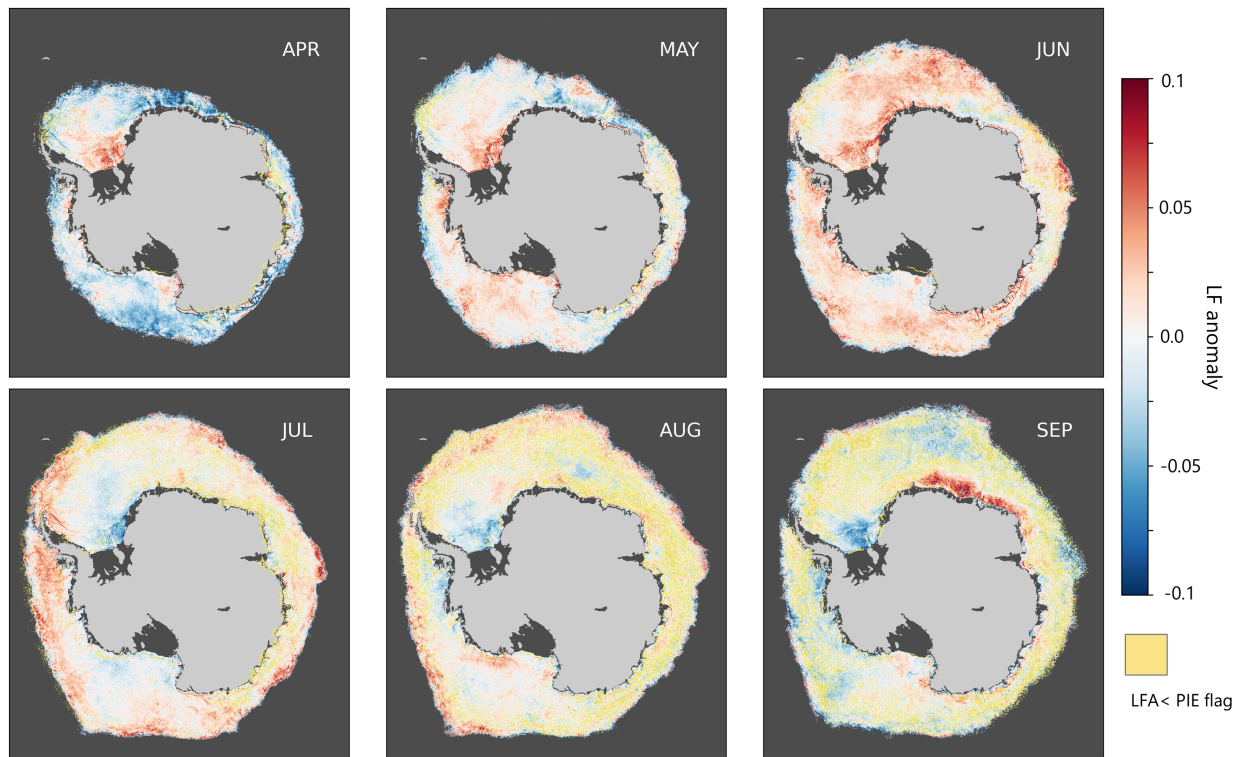 APR
MAY
JUN
0.1
0.05
0.0
-0.05
-0.1
LF anomaly
JUL
AUG
SEP
LFA< PIE flag